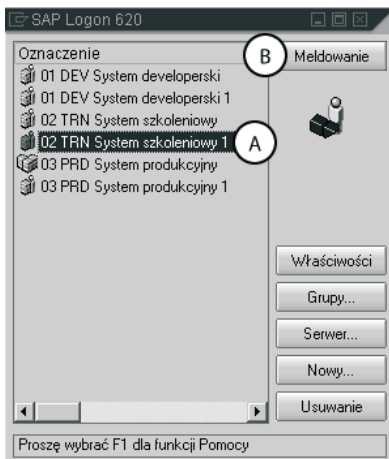 SAP Logon 620
Oznaczenie
B
Meldowanie
01 DEV System developerski
01 DEV System developerski 1
02 TRN System szkoleniowy
02 TRN System szkoleniowy 1
A
03 PRD System produkcyjny
03 PRD System produkcyjny 1
Właściwości
Grupy...
Serwer...
Nowy...
Usuwanie
Proszę wybrać F1 dla funkcji Pomocy